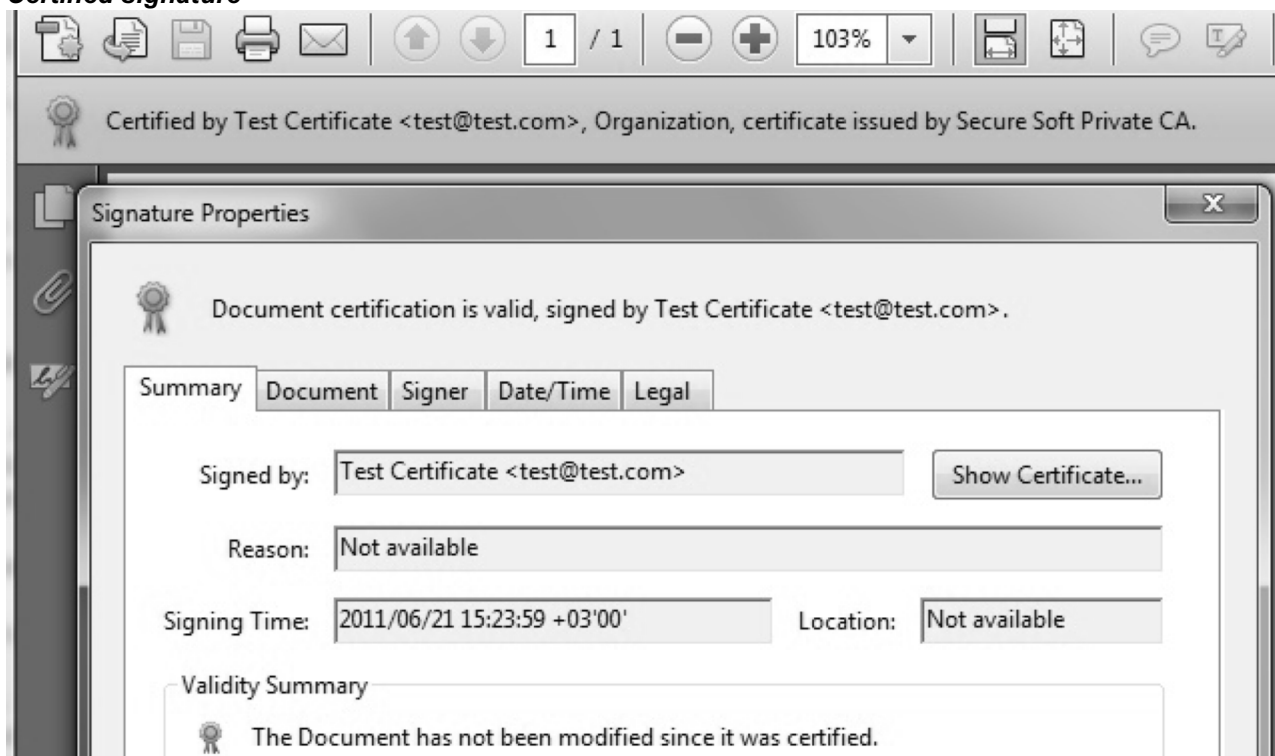 Certified signature
1 / 1 103%
Certified by Test Certificate <test@test.com>, Organization, certificate issued by Secure Soft Private CA.
Signature Properties
Document certification is valid, signed by Test Certificate <test@test.com>.
Summary Document Signer Date/Time Legal
Signed by: Test Certificate <test@test.com> Show Certificate...
Reason: Not available
Signing Time: 2011/06/21 15:23:59 +03'00' Location: Not available
Validity Summary
The Document has not been modified since it was certified.